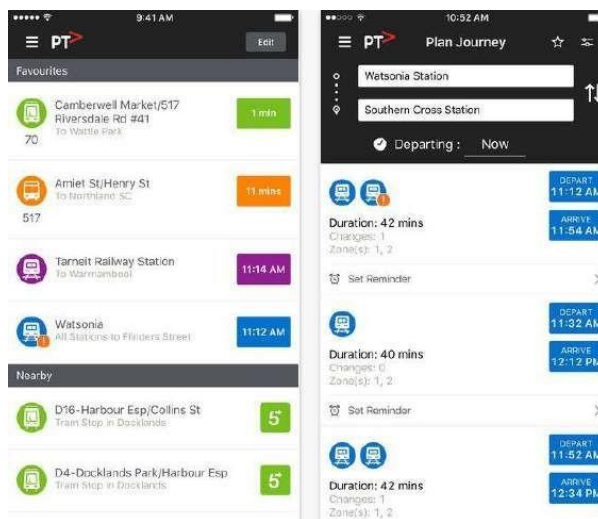 9:41 AM
PT>
Edit
Favourites
Camberwell Market/517
Riversdale Rd #41
To Wattle Park
70
1 min
Amiet St/Henry St
To Northland SC
517
11 mins
Tarneit Railway Station
To Warrnambool
11:14 AM
Watsonia
All Stations to Flinders Street
11:12 AM
Nearby
D16-Harbour Esp/Collins St
Tram Stop in Docklands
5*
D4-Docklands Park/Harbour Esp
Tram Stop in Docklands
5*
10:52 AM
PT>
Plan Journey
Watsonia Station
Southern Cross Station
Departing : Now
DEPART
11:12 AM
Duration: 42 mins
Changes: 1
Zone(s): 1, 2
ARRIVE
11:54 AM
Set Reminder
DEPART
11:32 AM
Duration: 40 mins
Changes: 0
Zone(s): 1, 2
ARRIVE
12:12 PM
Set Reminder
DEPART
11:52 AM
Duration: 42 mins
Changes: 1
Zone(s): 1, 2
ARRIVE
12:34 PM